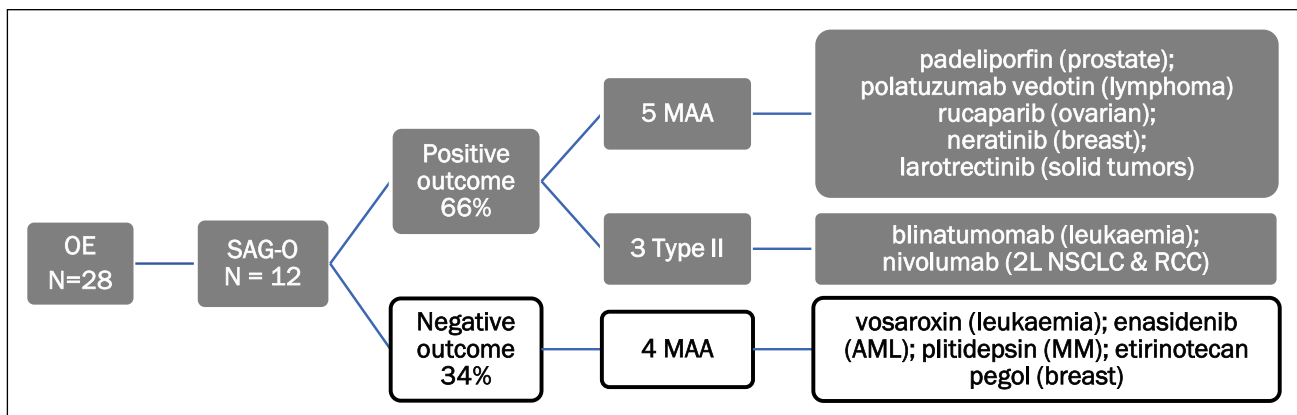 OE
N=28
SAG-O
N = 12
Positive
outcome
66%
5 MAA
padeliporfin (prostate);
polatuzumab vedotin (lymphoma)
rucaparib (ovarian);
neratinib (breast);
larotrectinib (solid tumors)
3 Type II
blinatumomab (leukaemia);
nivolumab (2L NSCLC & RCC)
Negative
outcome
34%
4 MAA
vosaroxin (leukaemia); enasidenib
(AML); plitidepsin (MM); etirinotecan
pegol (breast)